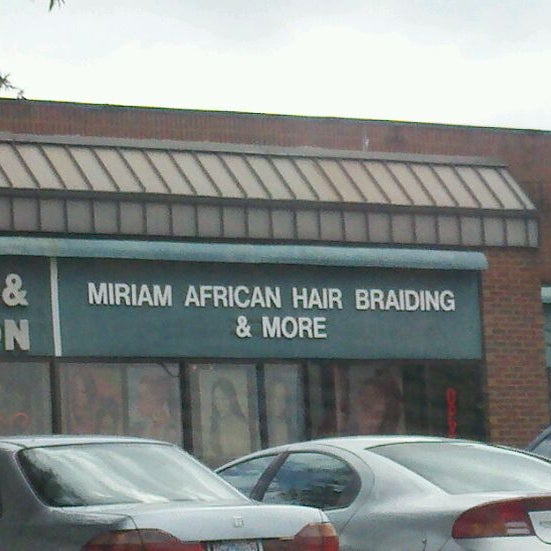 &
ON
MIRIAM AFRICAN HAIR BRAIDING
& MORE